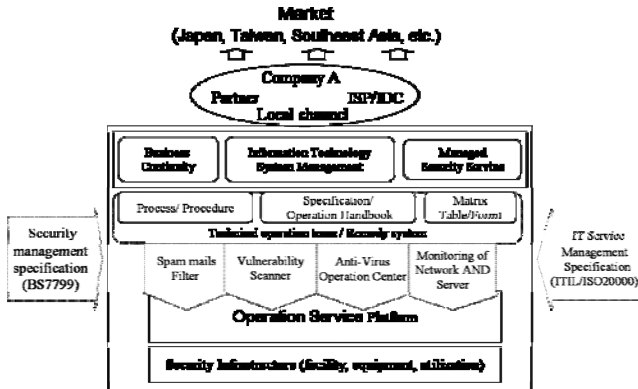 Market
(Japan, Taiwan, Southeast Asia, etc.)
Company A
Partner ISP/IDC
Local channel
Business Continuity
Information Technology System Management
Managed Security Service
Process/ Procedure
Specification/ Operation Handbook
Matrix Table/Form
Technical operation team / Remedy system
Security management specification (BS7799)
Spam mails Filter
Vulnerability Scanner
Anti-Virus Operation Center
Monitoring of Network AND Server
IT Service Management Specification (ITIL/ISO20000)
Operation Service Platform
Security Infrastructure (facility, equipment, utilization)